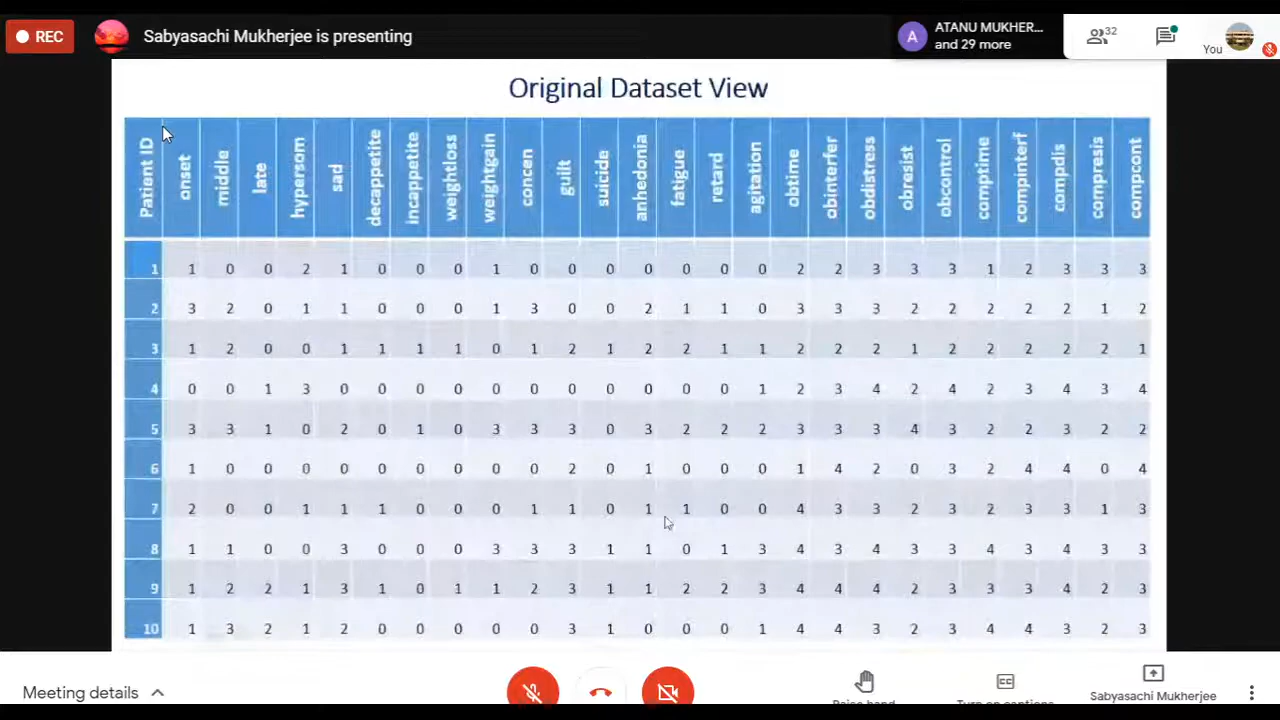 REC
Sabyasachi Mukherjee is presenting
A
ATANU MUKHER...
and 29 more
32
You
Original Dataset View
Patient ID onset middle late hypersom sad decappetite incappetite weightloss weightgain concen guilt suicide anhedonia fatigue retard agitation obtime obinterfer obdistress obresist obcontrol comptime compinterf compdis compresis compcont
1 1 0 0 2 1 0 0 0 1 0 0 0 0 0 0 0 2 2 3 3 3 1 2 3 3 3
2 3 2 0 1 1 0 0 0 1 3 0 0 2 1 1 0 3 3 3 2 2 2 2 2 1 2
3 1 2 0 0 1 1 1 1 0 1 2 1 2 2 1 1 2 2 2 1 2 2 2 2 2 1
4 0 0 1 3 0 0 0 0 0 0 0 0 0 0 0 1 2 3 4 2 4 2 3 4 3 4
5 3 3 1 0 2 0 1 0 3 3 3 0 3 2 2 2 3 3 3 4 3 2 2 3 2 2
6 1 0 0 0 0 0 0 0 0 0 2 0 1 0 0 0 1 4 2 0 3 2 4 4 0 4
7 2 0 0 1 1 1 0 0 0 1 1 0 1 1 0 0 4 3 3 2 3 2 3 3 1 3
8 1 1 0 0 3 0 0 0 3 3 3 1 1 0 1 3 4 3 4 3 3 4 3 4 3 3
9 1 2 2 1 3 1 0 1 1 2 3 1 1 2 2 3 4 4 4 2 3 3 3 4 2 3
10 1 3 2 1 2 0 0 0 0 0 3 1 0 0 0 1 4 4 3 2 3 4 4 3 2 3
Meeting details
Raise hand
CC
Turn on captions
Sabyasachi Mukherjee